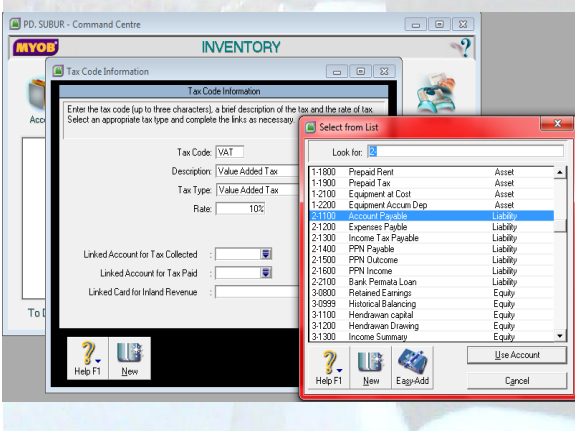 PD. SUBUR - Command Centre
MYOB
INVENTORY
Tax Code Information
Tax Code Information
Enter the tax code (up to three characters), a brief description of the tax and the rate of tax.
Select an appropriate tax type and complete the links as necessary.
Tax Code: VAT
Description: Value Added Tax
Tax Type: Value Added Tax
Rate: 10%
Linked Account for Tax Collected :
Linked Account for Tax Paid :
Linked Card for Inland Revenue :
Help F1
New
Acc
To D
Select from List
Look for: 2-
1-1800 Prepaid Rent Asset
1-1900 Prepaid Tax Asset
1-2100 Equipment at Cost Asset
1-2200 Equipment Accum Dep Asset
2-1100 Account Payable Liability
2-1200 Expenses Payble Liability
2-1300 Income Tax Payable Liability
2-1400 PPN Payable Liability
2-1500 PPN Outcome Liability
2-1600 PPN Income Liability
2-2100 Bank Permata Loan Liability
3-0800 Retained Earnings Equity
3-0999 Historical Balancing Equity
3-1100 Hendrawan capital Equity
3-1200 Hendrawan Drawing Equity
3-1300 Income Summary Equity
Help F1
New
Easy-Add
Use Account
Cancel